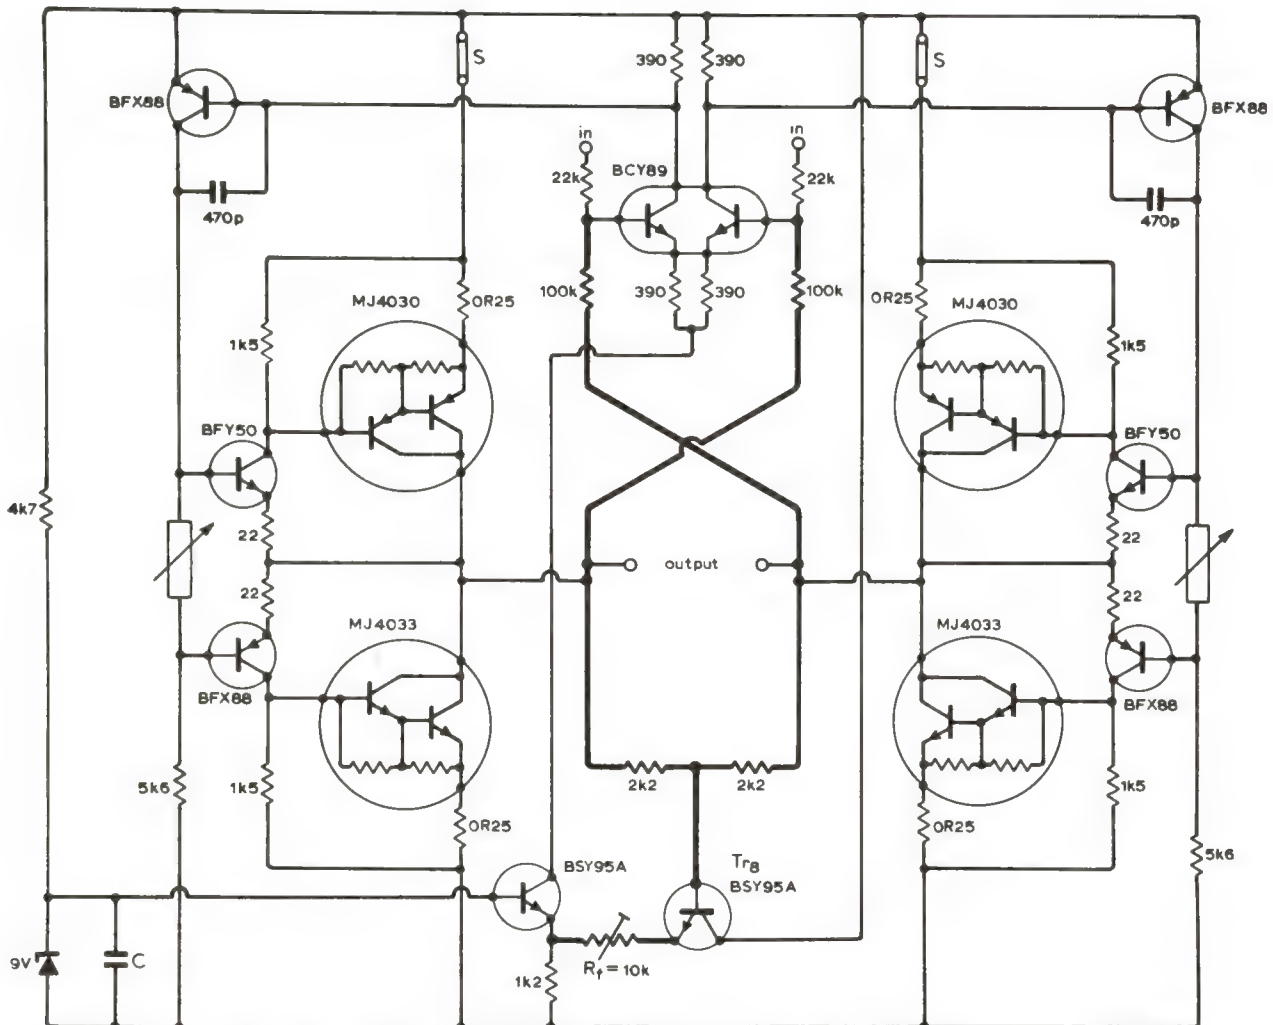 S
390
390
S
BFX88
BFX88
in
in
22k
BCY89
22k
470p
470p
100k
390
390
100k
MJ4030
0R25
0R25
MJ4030
1k5
1k5
BFY50
BFY50
4k7
22
22
output
22
22
MJ4033
MJ4033
BFX88
BFX88
2k2
2k2
5k6
1k5
1k5
0R25
0R25
5k6
BSY95A
Tr8
BSY95A
9V
C
1k2
Rf = 10k